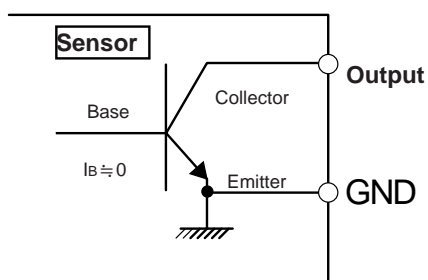 Sensor
Output
Collector
Base
IB≒0
Emitter
GND